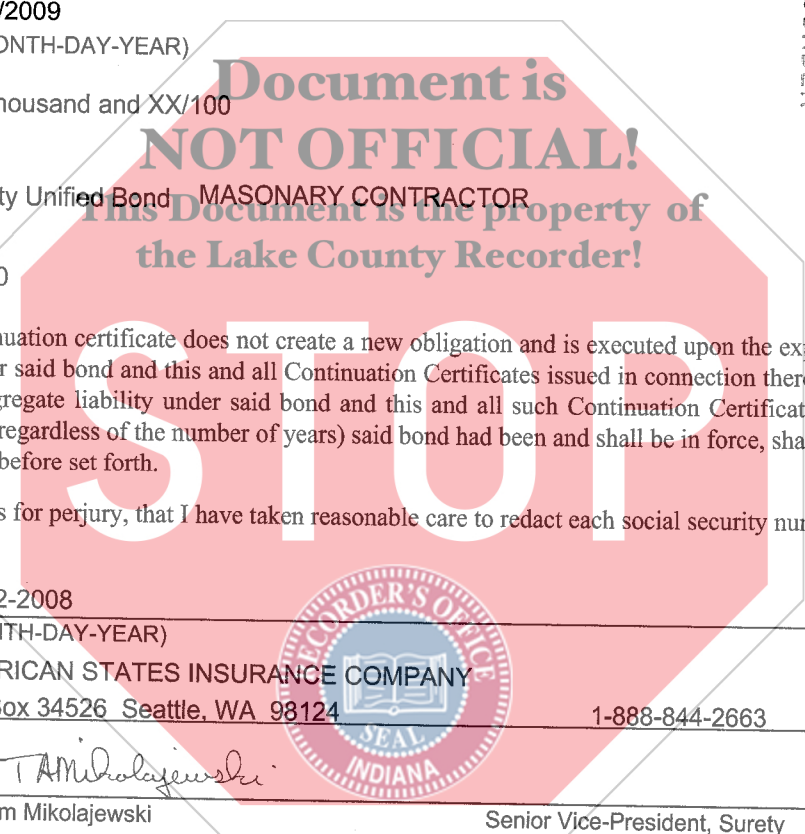 /2009
ONTH-DAY-YEAR)
Document is
housand and XX/100
NOT OFFICIAL!
ty Unified Bond MASONARY CONTRACTOR
This Document is the property of
the Lake County Recorder!
0
STOP
nuation certificate does not create a new obligation and is executed upon the ex
r said bond and this and all Continuation Certificates issued in connection there
gregate liability under said bond and this and all such Continuation Certificat
regardless of the number of years) said bond had been and shall be in force, sha
before set forth.
s for perjury, that I have taken reasonable care to redact each social security nu
2-2008
NTH-DAY-YEAR)
RICAN STATES INSURANCE COMPANY
Box 34526 Seattle, WA 98124 1-888-844-2663
RECORDER'S OFFICE
SEAL
INDIANA
TAMikolajewski
m Mikolajewski Senior Vice-President, Surety